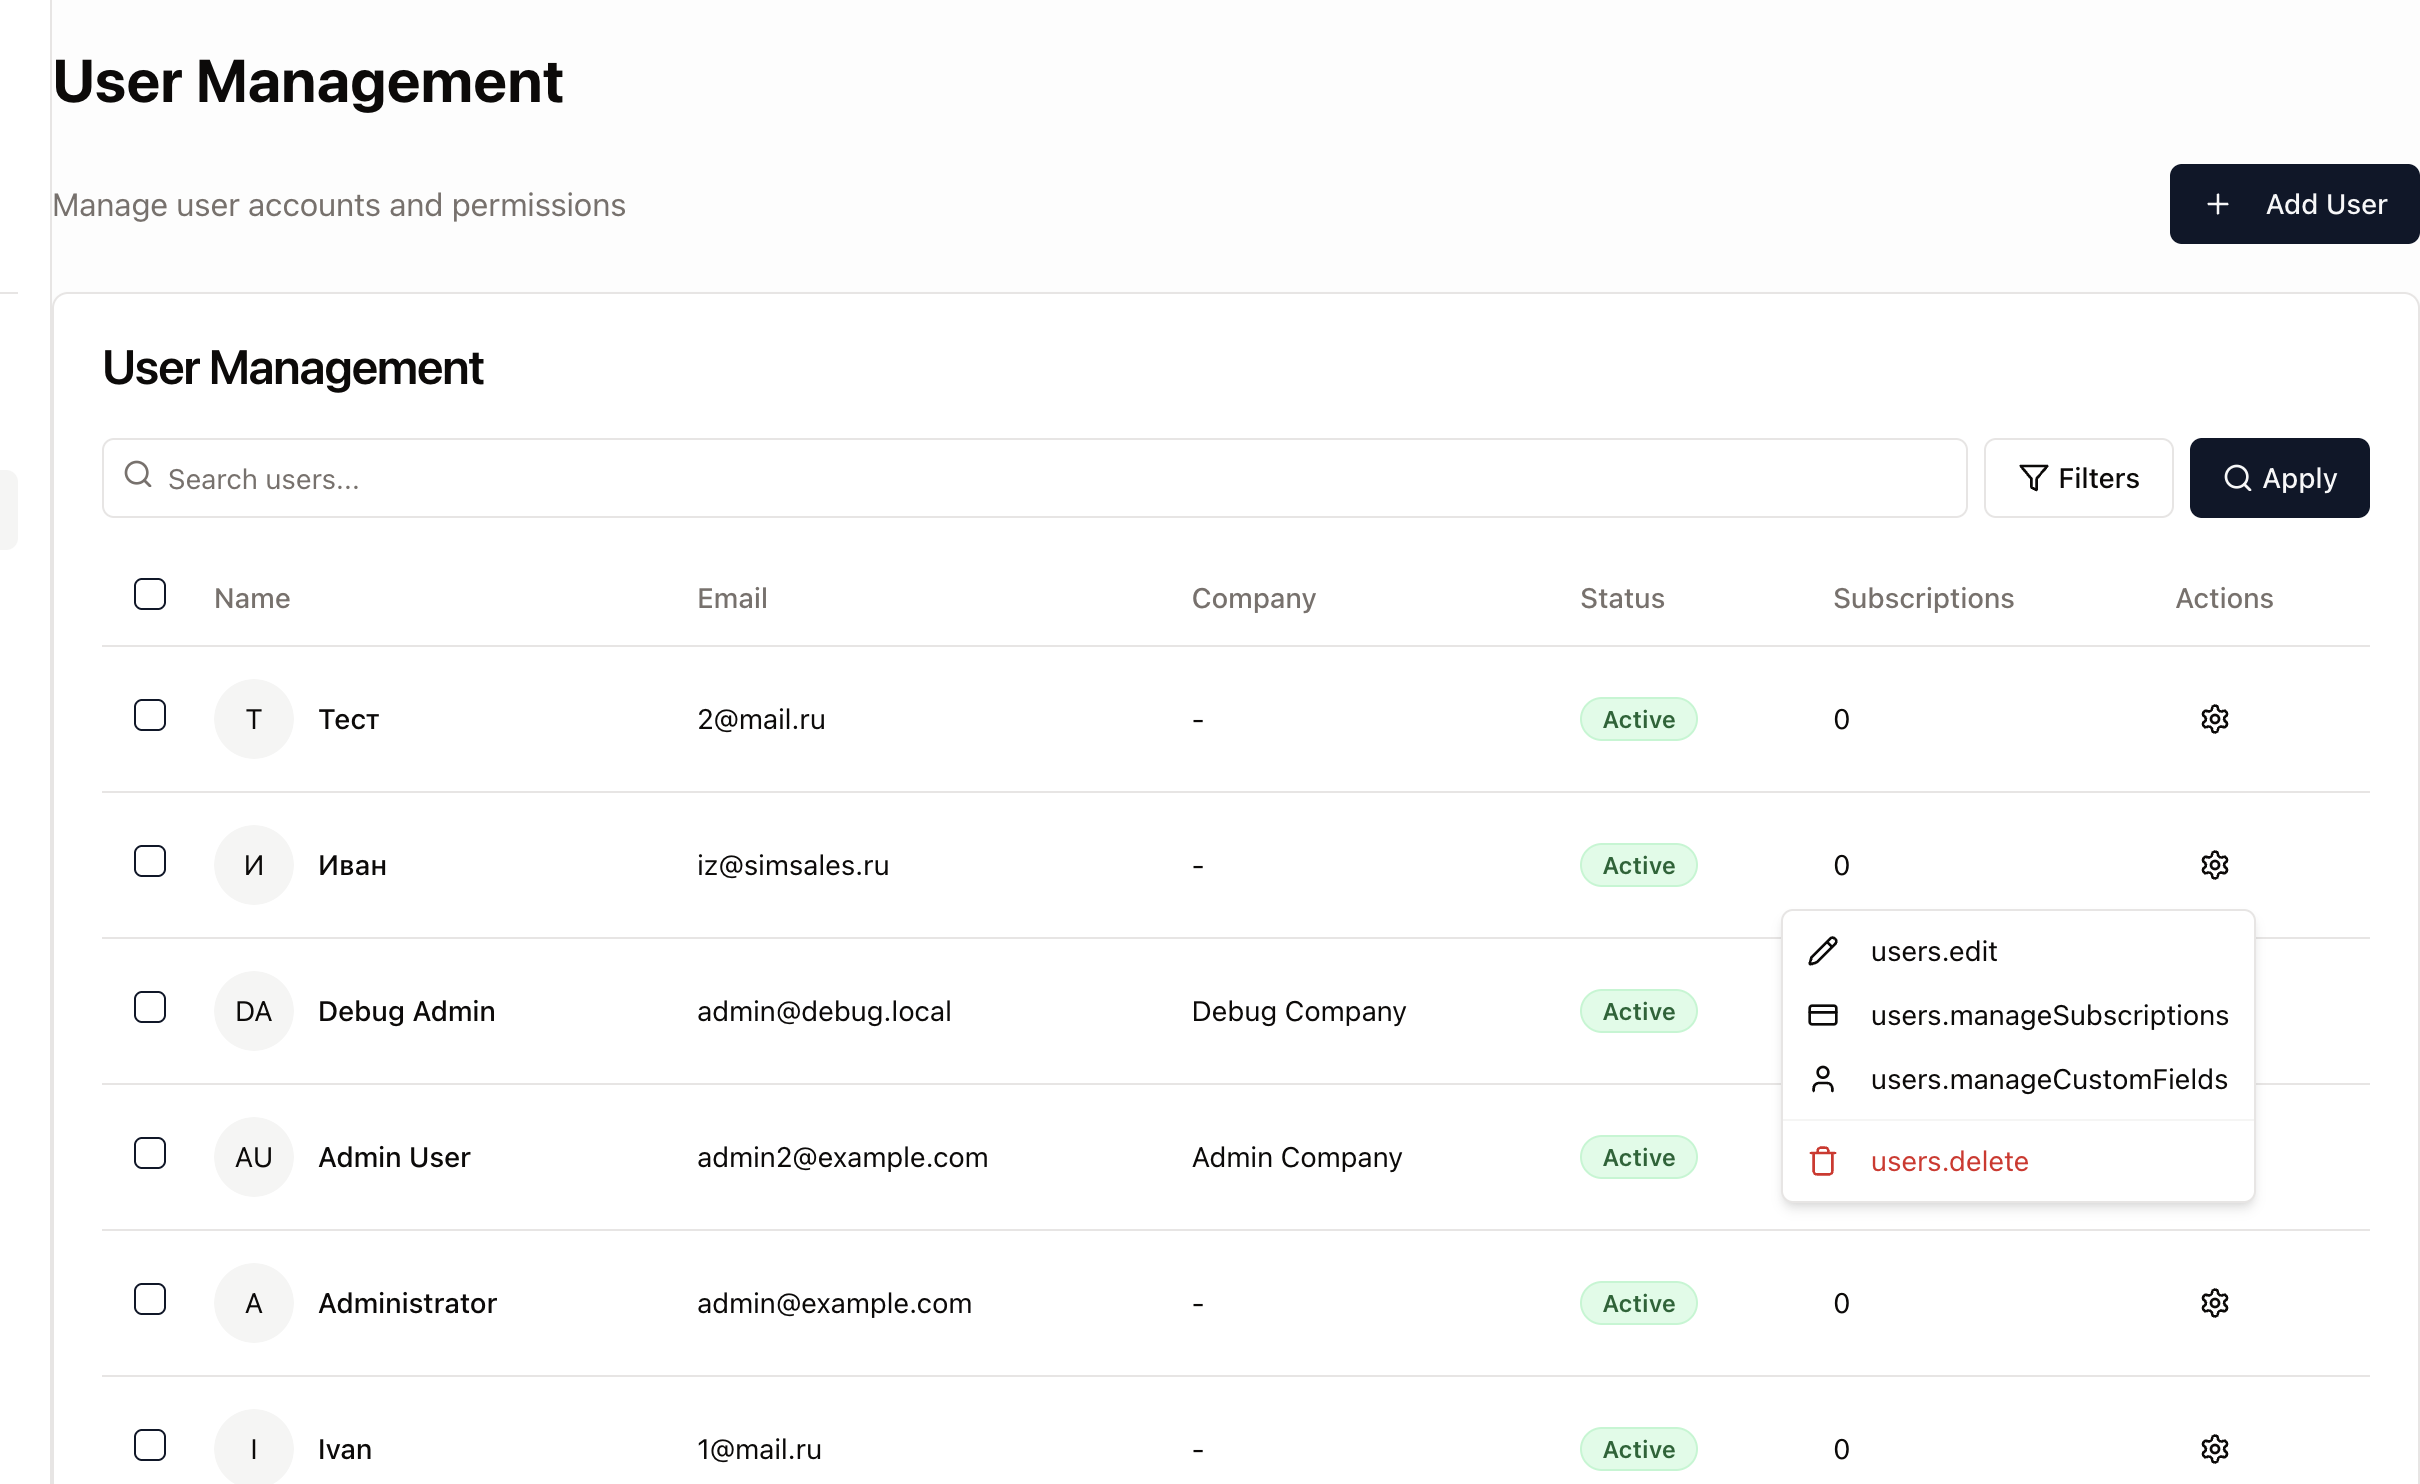 User Management
Manage user accounts and permissions
+ Add User
User Management
Search users...
Filters
Apply
Name Email Company Status Subscriptions Actions
Т Тест 2@mail.ru - Active 0
И Иван iz@simsales.ru - Active 0
users.edit
DA Debug Admin admin@debug.local Debug Company Active
users.manageSubscriptions
users.manageCustomFields
AU Admin User admin2@example.com Admin Company Active
users.delete
A Administrator admin@example.com - Active 0
I Ivan 1@mail.ru - Active 0